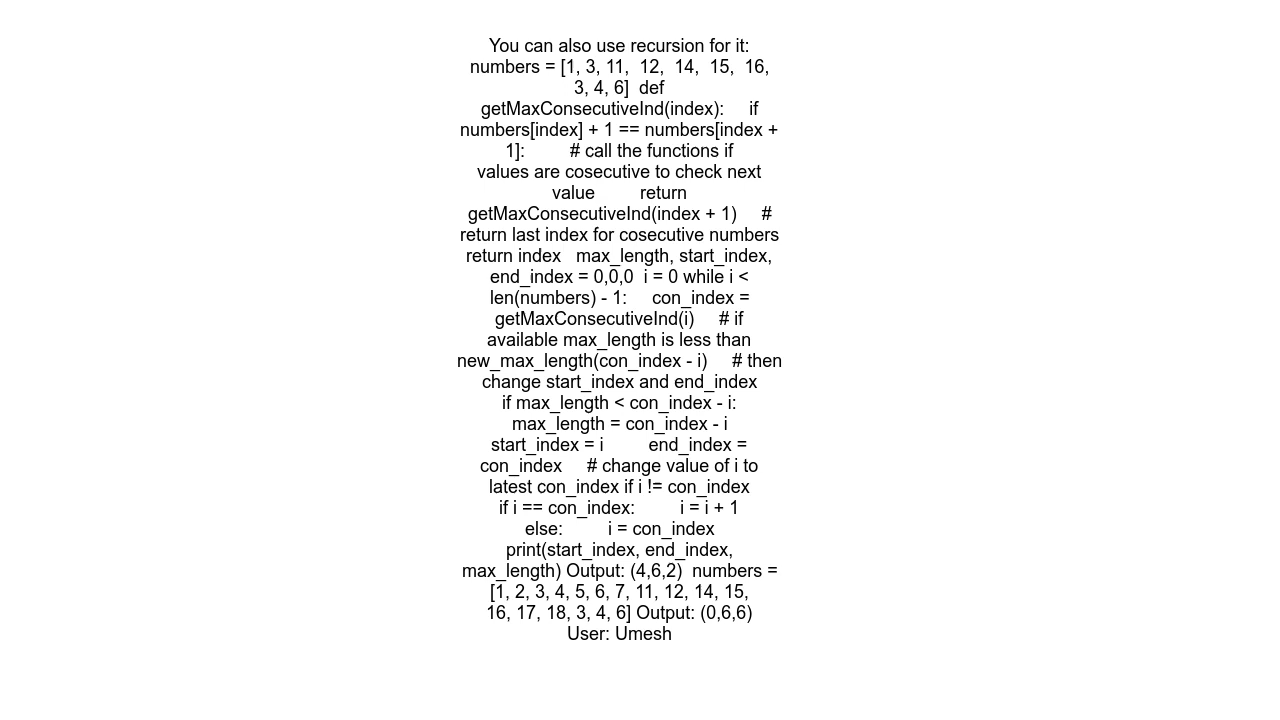 You can also use recursion for it:
numbers = [1, 3, 11,  12,  14,  15,  16,
3, 4, 6]  def
getMaxConsecutiveInd(index):     if
numbers[index] + 1 == numbers[index +
1]:         # call the functions if
values are cosecutive to check next
value         return
getMaxConsecutiveInd(index + 1)     #
return last index for cosecutive numbers
return index   max_length, start_index,
end_index = 0,0,0  i = 0 while i <
len(numbers) - 1:     con_index =
getMaxConsecutiveInd(i)     # if
available max_length is less than
new_max_length(con_index - i)     # then
change start_index and end_index
if max_length < con_index - i:
max_length = con_index - i
start_index = i         end_index =
con_index     # change value of i to
latest con_index if i != con_index
if i == con_index:         i = i + 1
else:         i = con_index
print(start_index, end_index,
max_length) Output: (4,6,2)  numbers =
[1, 2, 3, 4, 5, 6, 7, 11, 12, 14, 15,
16, 17, 18, 3, 4, 6] Output: (0,6,6)
User: Umesh